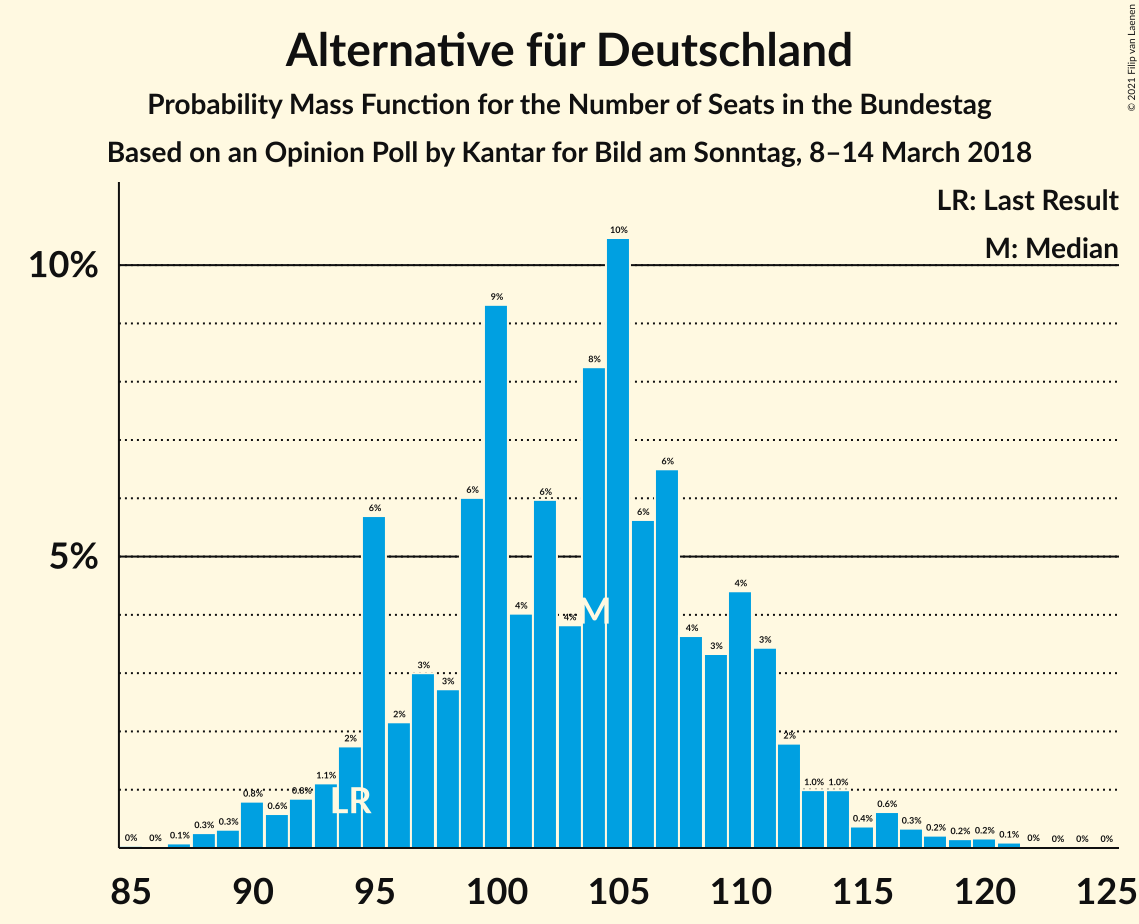 Alternative für Deutschland
Probability Mass Function for the Number of Seats in the Bundestag
Based on an Opinion Poll by Kantar for Bild am Sonntag, 8–14 March 2018
© 2021 Filip van Laenen
LR: Last Result
M: Median
10%
5%
0% 0% 0.1% 0.3% 0.3% 0.8% 0.6% 0.8% 1.1% 2% 6% 2% 3% 3% 6% 9% 4% 6% 4% 8% 10% 6% 6% 4% 3% 4% 3% 2% 1.0% 1.0% 0.4% 0.6% 0.3% 0.2% 0.2% 0.2% 0.1% 0% 0% 0% 0%
M
LR
85 90 95 100 105 110 115 120 125